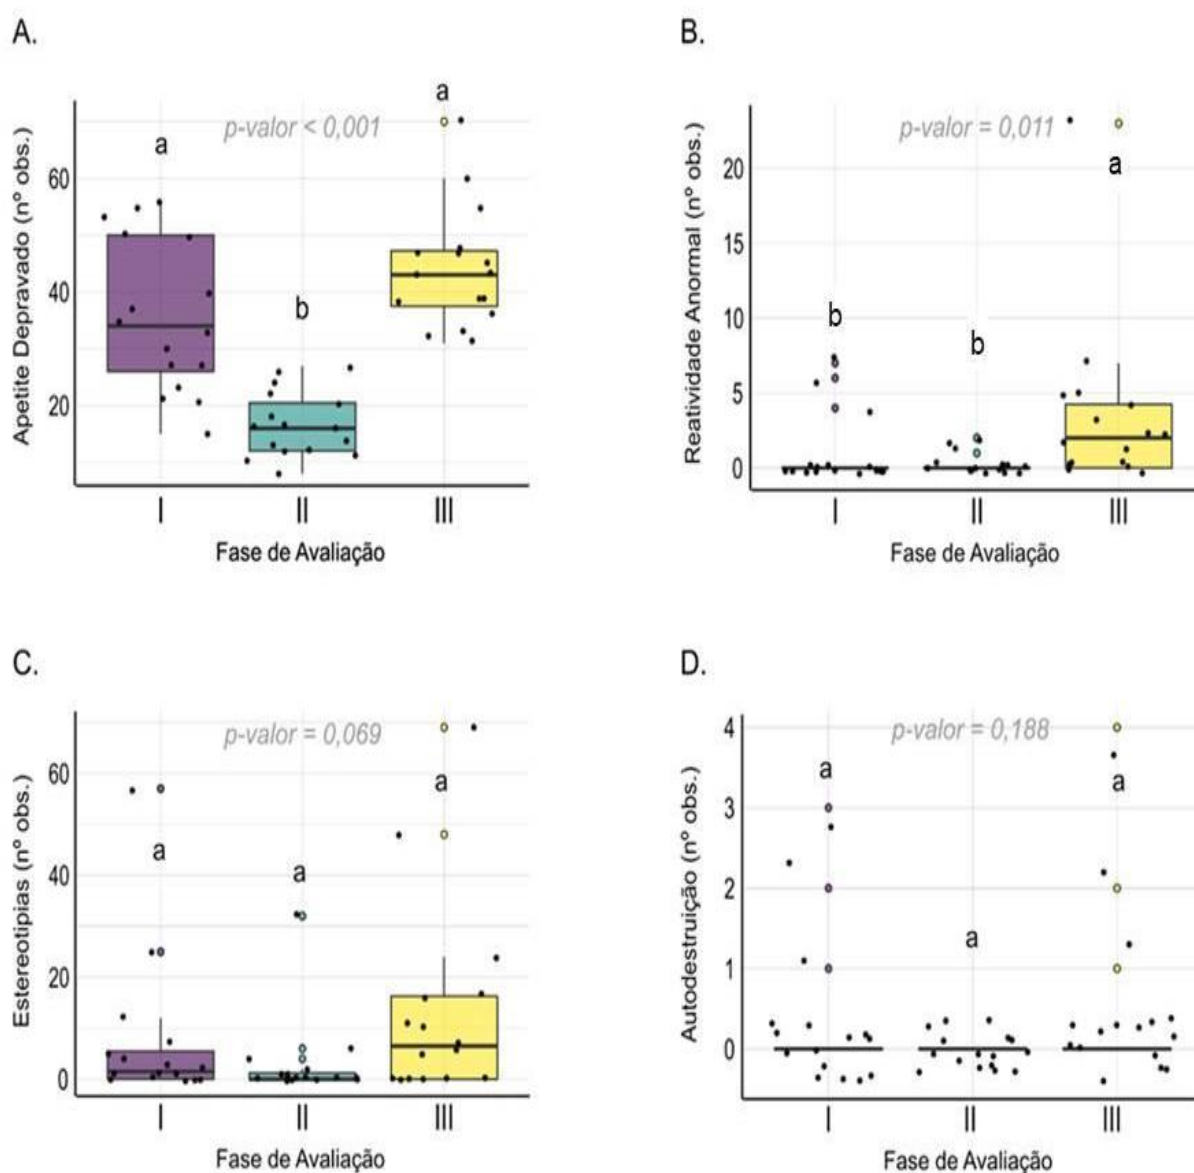 A.
p-valor < 0,001
a
b
a
Apetite Depravado (nº obs.)
60
40
20
I
II
III
Fase de Avaliação
B.
p-valor = 0,011
b
b
a
Reatividade Anormal (nº obs.)
20
15
10
5
0
I
II
III
Fase de Avaliação
C.
p-valor = 0,069
a
a
a
Estereotipias (nº obs.)
60
40
20
0
I
II
III
Fase de Avaliação
D.
p-valor = 0,188
a
a
a
Autodestruição (nº obs.)
4
3
2
1
0
I
II
III
Fase de Avaliação